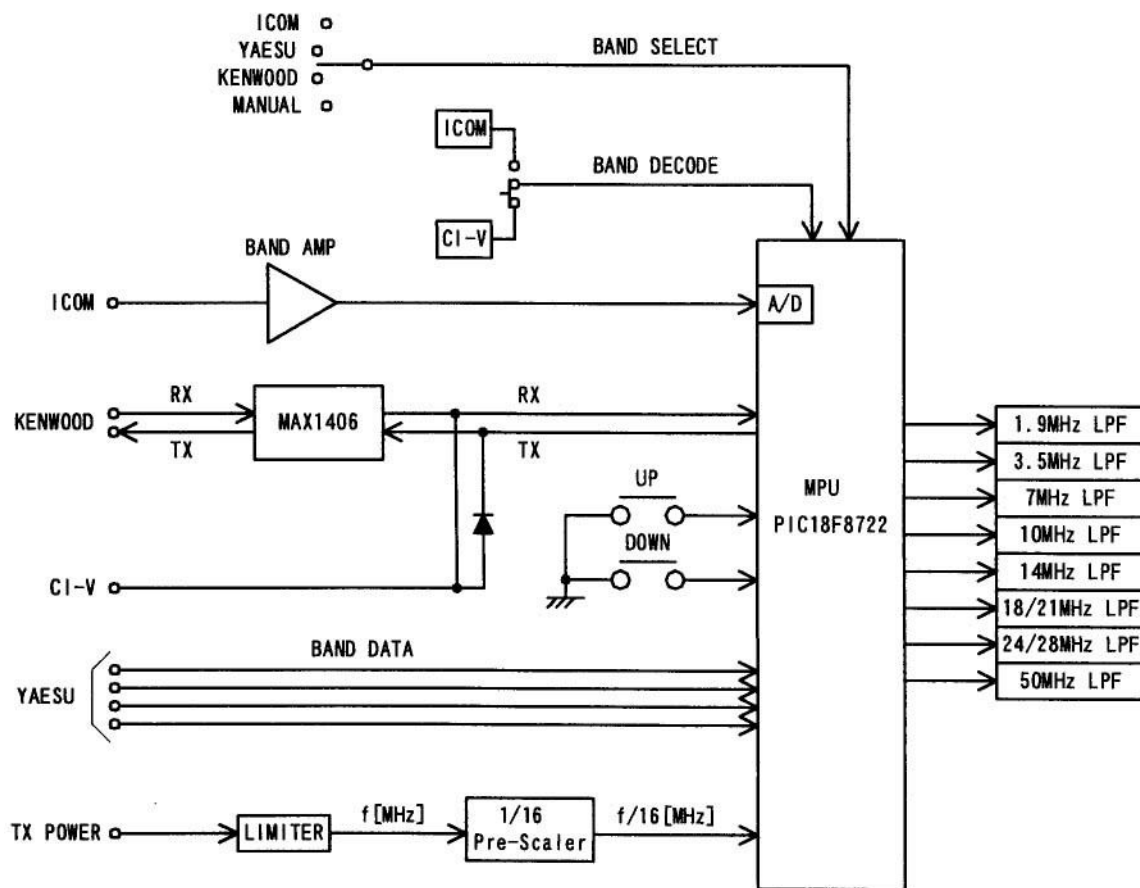 ICOM
YAESU
KENWOOD
MANUAL
BAND SELECT
ICOM
BAND DECODE
CI-V
BAND AMP
ICOM
A/D
RX
RX
KENWOOD
MAX1406
TX
TX
1.9MHz LPF
3.5MHz LPF
UP
MPU
7MHz LPF
PIC18F8722
10MHz LPF
DOWN
14MHz LPF
CI-V
18/21MHz LPF
24/28MHz LPF
BAND DATA
50MHz LPF
YAESU
TX POWER
LIMITER
f[MHz]
1/16
Pre-Scaler
f/16[MHz]